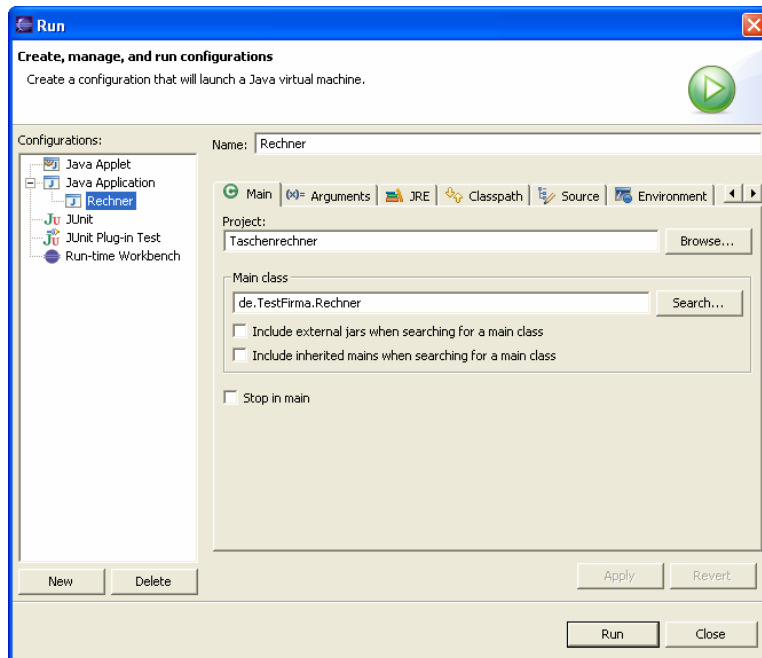 Run
Create, manage, and run configurations
Create a configuration that will launch a Java virtual machine.
Configurations:
Java Applet
Java Application
Rechner
JUnit
JUnit Plug-in Test
Run-time Workbench
New Delete
Name: Rechner
Main (x)= Arguments JRE Classpath Source Environment
Project:
Taschenrechner Browse...
Main class
de.TestFirma.Rechner Search...
Include external jars when searching for a main class
Include inherited mains when searching for a main class
Stop in main
Apply Revert
Run Close